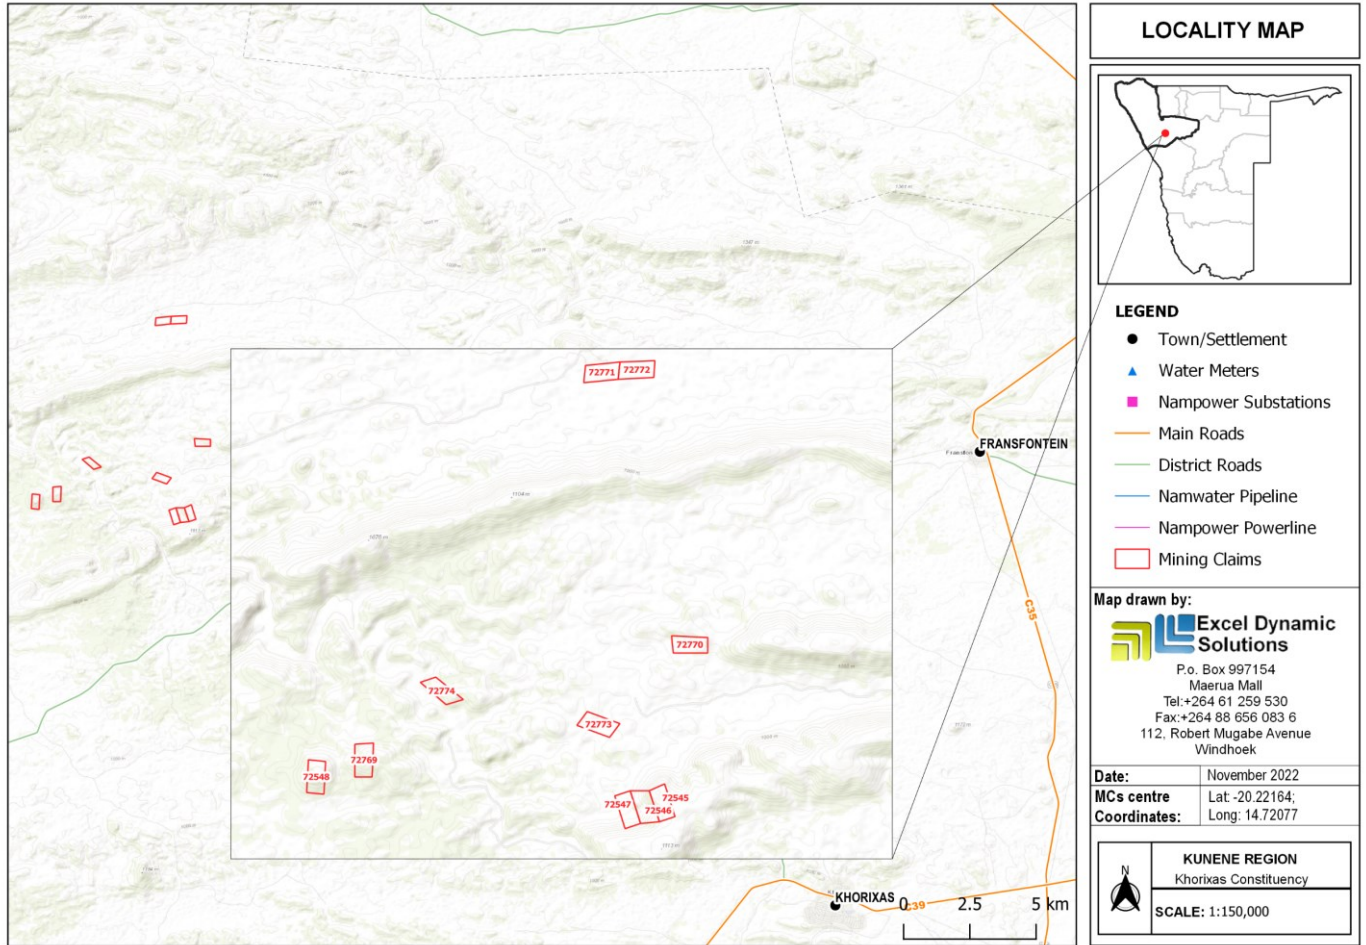 LOCALITY MAP
LEGEND
Town/Settlement
Water Meters
Nampower Substations
Main Roads
District Roads
Namwater Pipeline
Nampower Powerline
Mining Claims
Map drawn by:
Excel Dynamic
Solutions
P.o. Box 997154
Maerua Mall
Tel:+264 61 259 530
Fax:+264 88 656 083 6
112, Robert Mugabe Avenue
Windhoek
Date: November 2022
MCs centre Lat: -20.22164;
Coordinates: Long: 14.72077
N
KUNENE REGION
Khorixas Constituency
SCALE: 1:150,000
72771
72772
FRANSFONTEIN
C35
72770
72774
72773
72769
72548
72547
72545
72546
KHORIXAS
C39
0 2.5 5 km